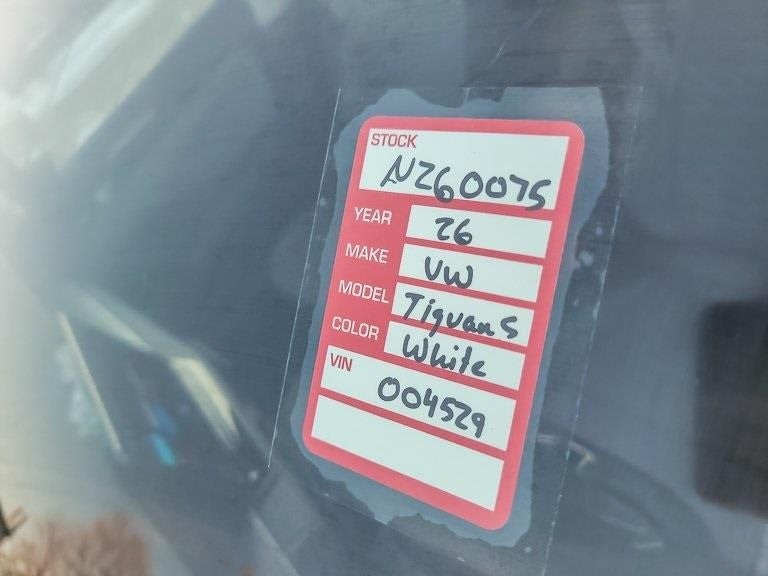 STOCK
N260075
YEAR 26
MAKE VW
MODEL Tiguan S
COLOR White
VIN 004529